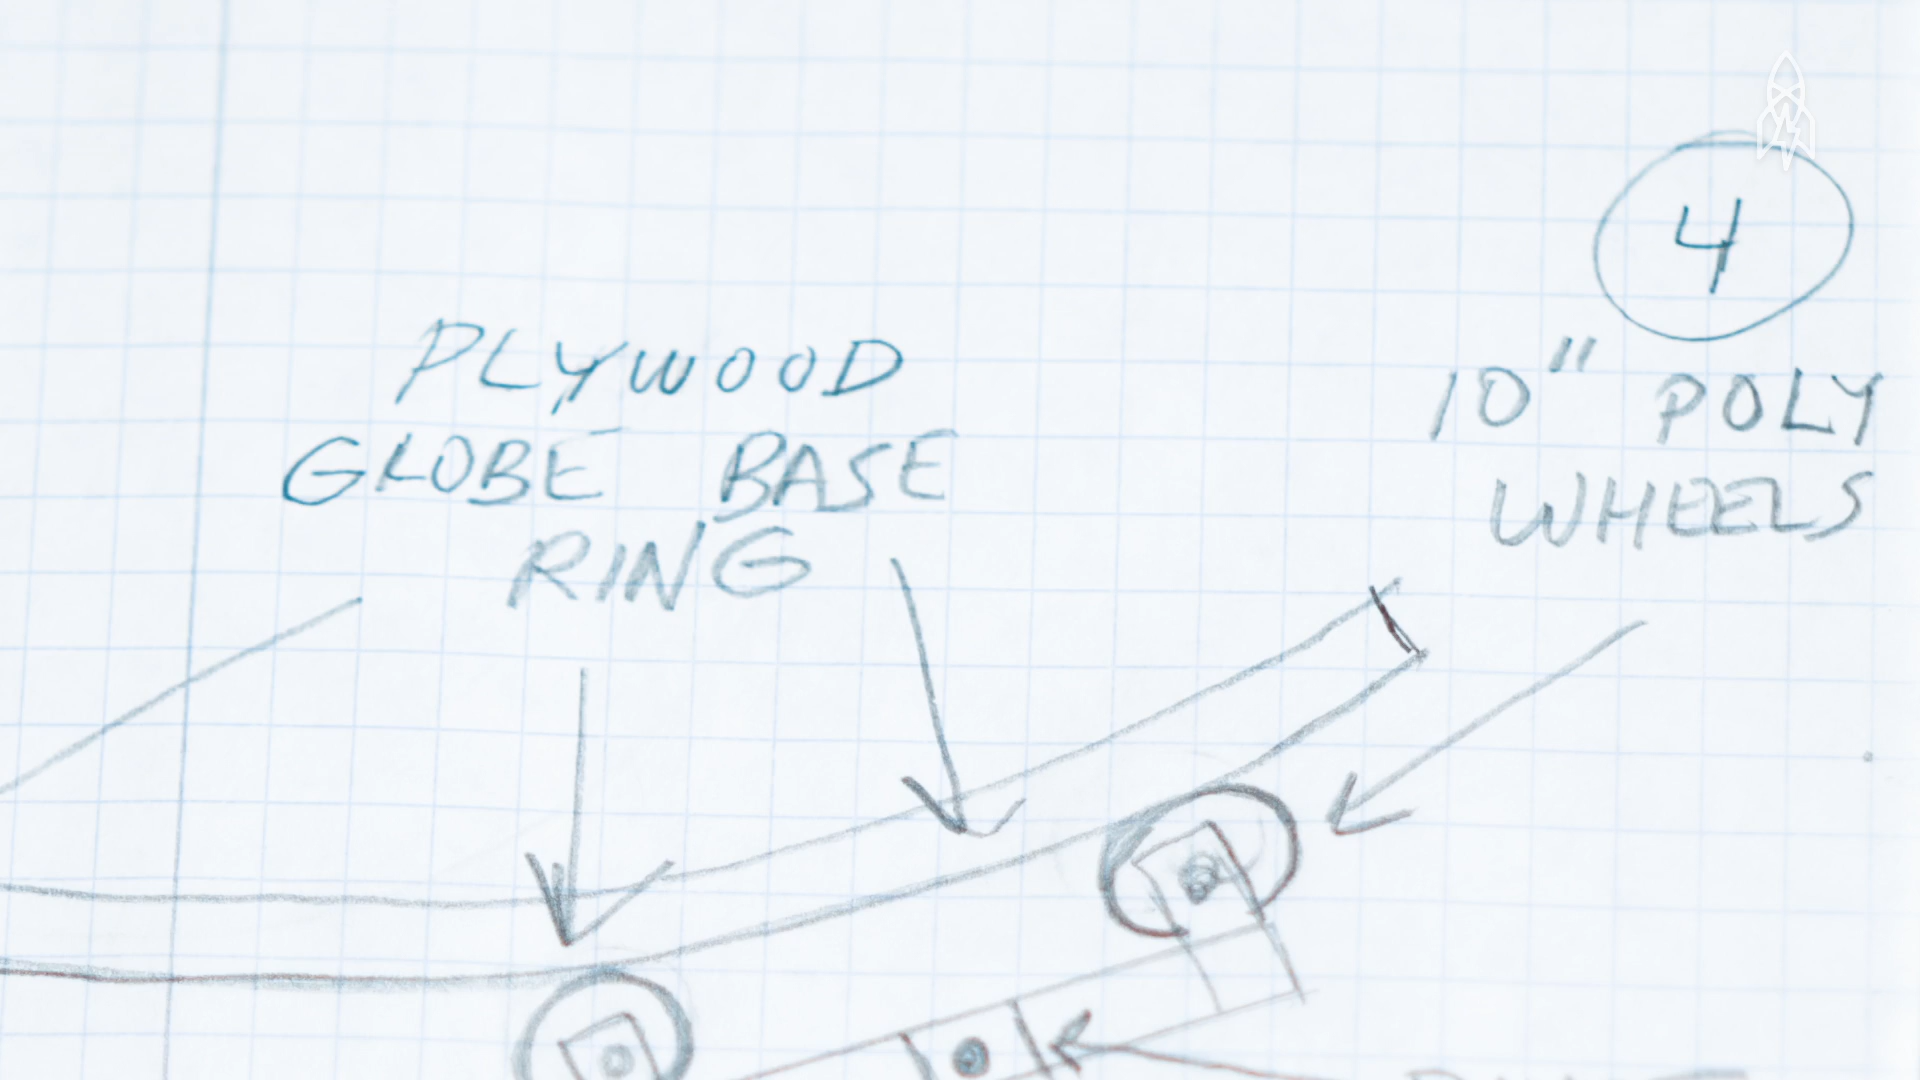 4
PLYWOOD
GLOBE BASE
RING
10" POLY
WHEELS